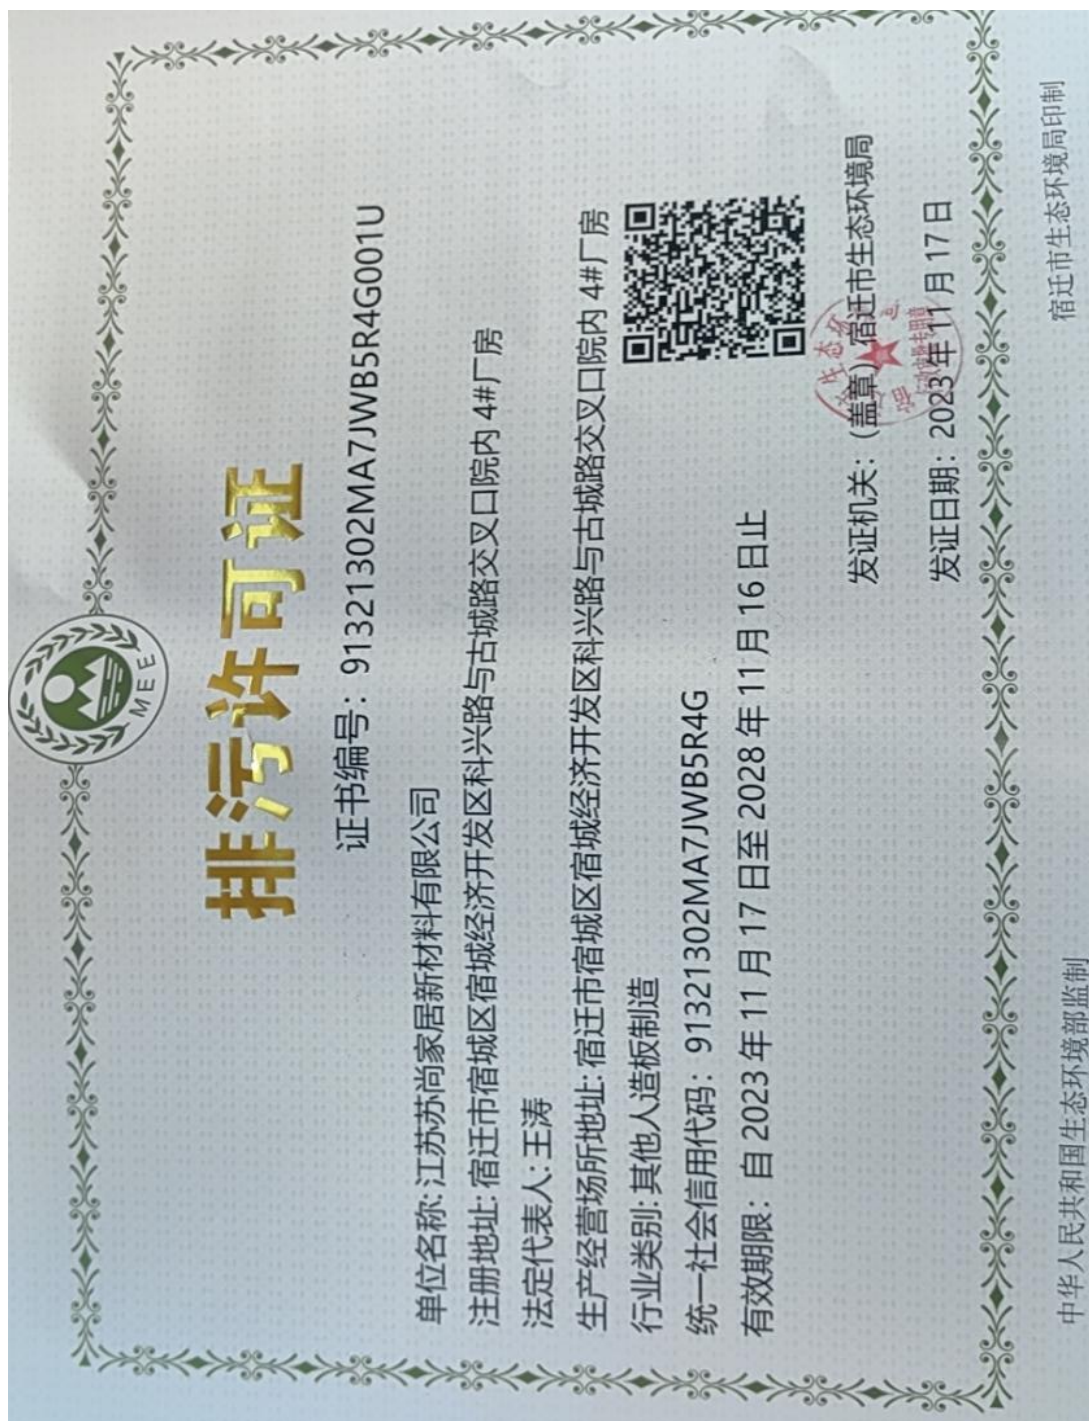 MEE
排污许可证
证书编号：91321302MA7JWB5R4G001U
单位名称:江苏苏尚家居新材料有限公司
注册地址:宿迁市宿城区宿城经济开发区科兴路与古城路交叉口院内 4#厂房
法定代表人:王涛
生产经营场所地址:宿迁市宿城区宿城经济开发区科兴路与古城路交叉口院内 4#厂房
行业类别:其他人造板制造
统一社会信用代码：91321302MA7JWB5R4G
有效期限：自 2023 年 11 月 17 日至 2028 年 11 月 16 日止
发证机关：(盖章)宿迁市生态环境局
发证日期：2023 年 11 月 17 日
中华人民共和国生态环境部监制
宿迁市生态环境局印制